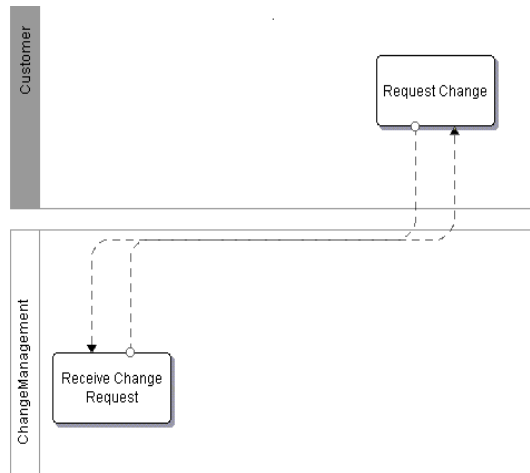 Customer
Request Change
ChangeManagement
Receive Change
Request